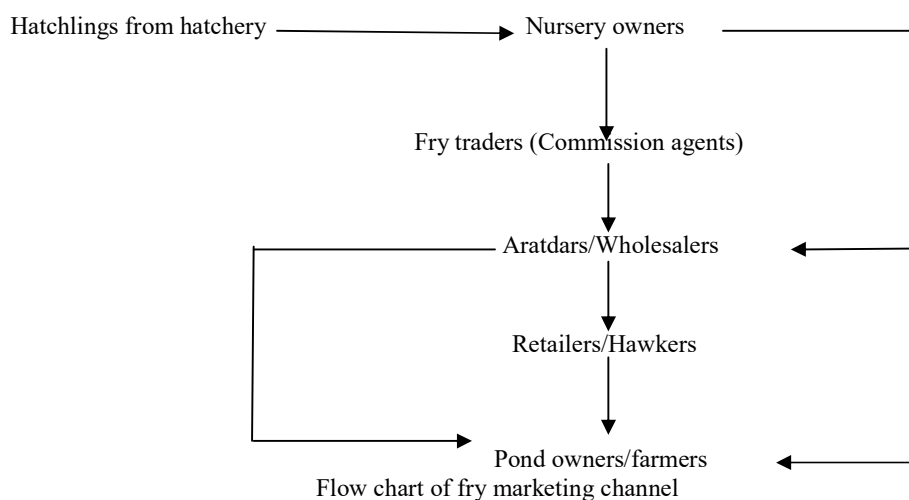 Hatchlings from hatchery
Nursery owners
Fry traders (Commission agents)
Aratdars/Wholesalers
Retailers/Hawkers
Pond owners/farmers
Flow chart of fry marketing channel